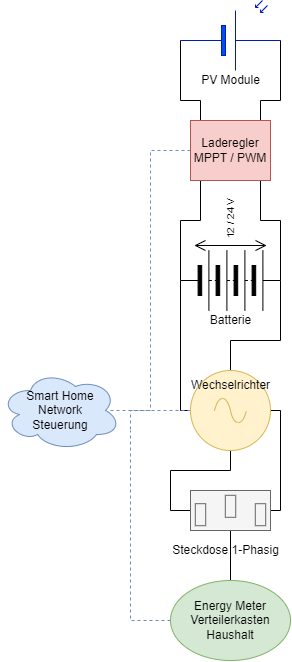 PV Module
Laderegler
MPPT / PWM
12 / 24 V
Batterie
Wechselrichter
Smart Home
Network
Steuerung
Steckdose 1-Phasig
Energy Meter
Verteilerkasten
Haushalt